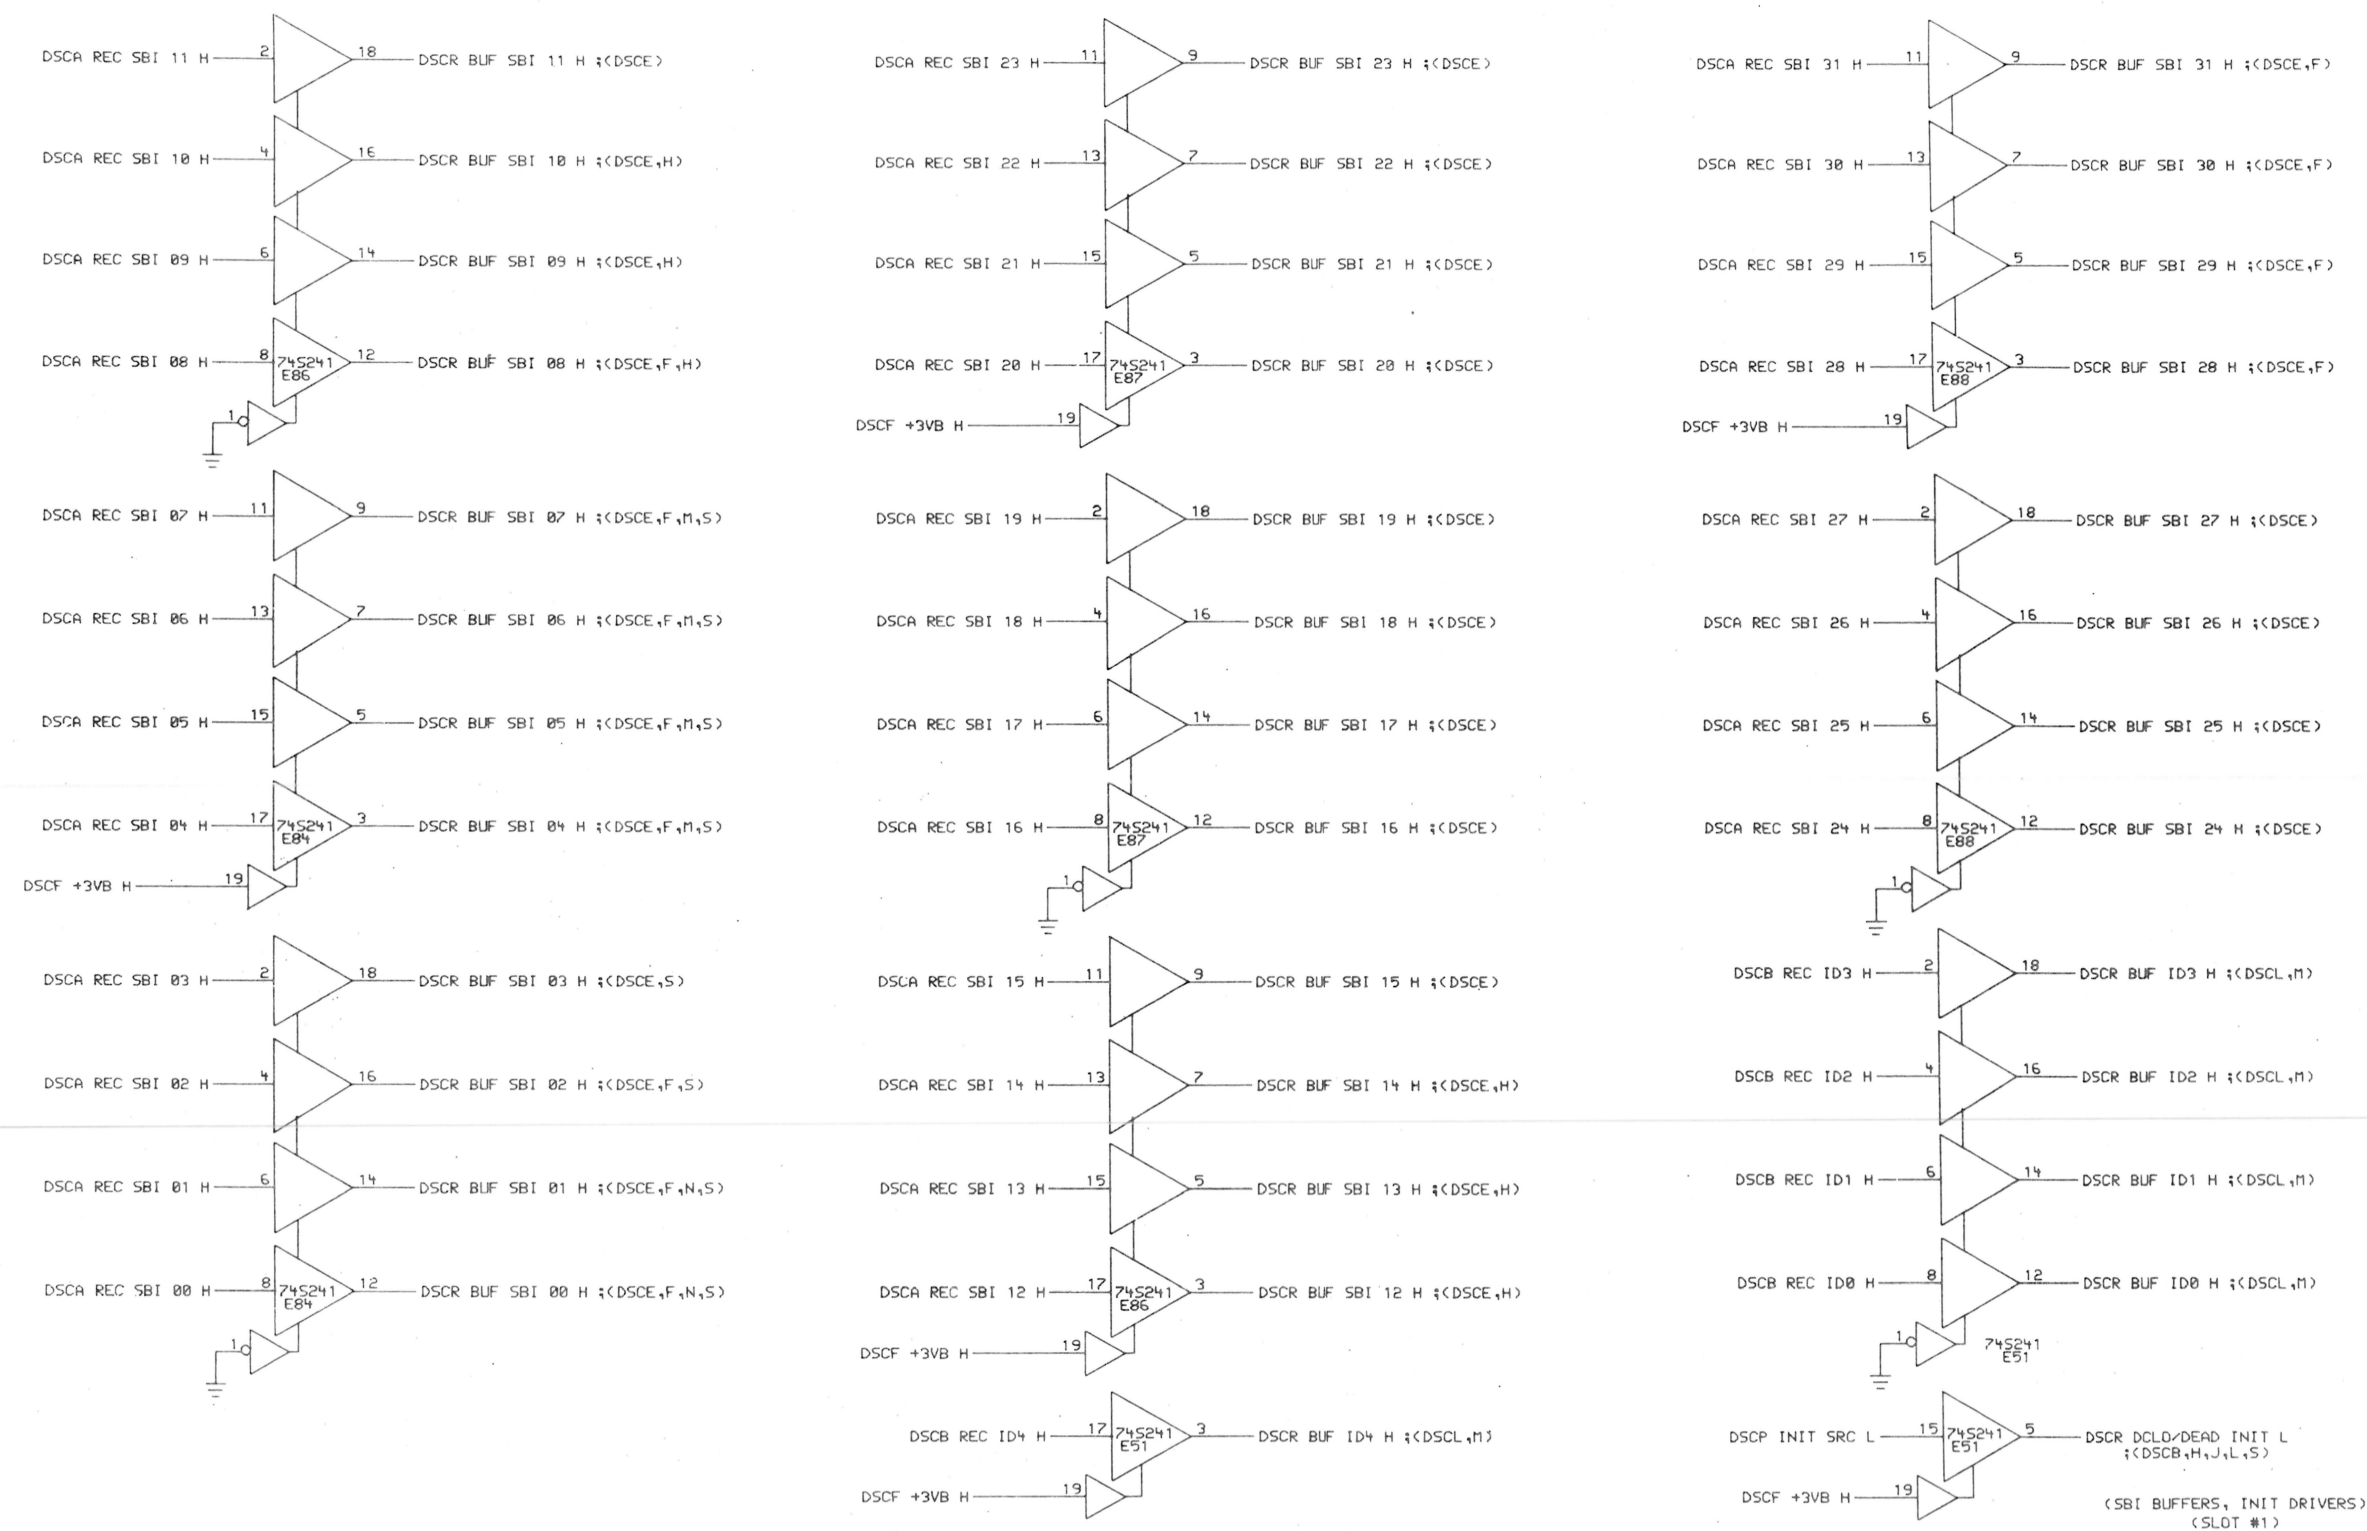 DSCA REC SBI 11 H 2 18 DSCR BUF SBI 11 H ;(DSCE)
DSCA REC SBI 10 H 4 16 DSCR BUF SBI 10 H ;(DSCE,H)
DSCA REC SBI 09 H 6 14 DSCR BUF SBI 09 H ;(DSCE,H)
DSCA REC SBI 08 H 8 74S241 12 DSCR BUF SBI 08 H ;(DSCE,F,H)
E86
1
DSCA REC SBI 07 H 11 9 DSCR BUF SBI 07 H ;(DSCE,F,M,S)
DSCA REC SBI 06 H 13 7 DSCR BUF SBI 06 H ;(DSCE,F,M,S)
DSCA REC SBI 05 H 15 5 DSCR BUF SBI 05 H ;(DSCE,F,M,S)
DSCA REC SBI 04 H 17 74S241 3 DSCR BUF SBI 04 H ;(DSCE,F,M,S)
E84
DSCF +3VB H 19
DSCA REC SBI 03 H 2 18 DSCR BUF SBI 03 H ;(DSCE,S)
DSCA REC SBI 02 H 4 16 DSCR BUF SBI 02 H ;(DSCE,F,S)
DSCA REC SBI 01 H 6 14 DSCR BUF SBI 01 H ;(DSCE,F,N,S)
DSCA REC SBI 00 H 8 74S241 12 DSCR BUF SBI 00 H ;(DSCE,F,N,S)
E84
1
DSCA REC SBI 23 H 11 9 DSCR BUF SBI 23 H ;(DSCE)
DSCA REC SBI 22 H 13 7 DSCR BUF SBI 22 H ;(DSCE)
DSCA REC SBI 21 H 15 5 DSCR BUF SBI 21 H ;(DSCE)
DSCA REC SBI 20 H 17 74S241 3 DSCR BUF SBI 20 H ;(DSCE)
E87
DSCF +3VB H 19
DSCA REC SBI 19 H 2 18 DSCR BUF SBI 19 H ;(DSCE)
DSCA REC SBI 18 H 4 16 DSCR BUF SBI 18 H ;(DSCE)
DSCA REC SBI 17 H 6 14 DSCR BUF SBI 17 H ;(DSCE)
DSCA REC SBI 16 H 8 74S241 12 DSCR BUF SBI 16 H ;(DSCE)
E87
1
DSCA REC SBI 15 H 11 9 DSCR BUF SBI 15 H ;(DSCE)
DSCA REC SBI 14 H 13 7 DSCR BUF SBI 14 H ;(DSCE,H)
DSCA REC SBI 13 H 15 5 DSCR BUF SBI 13 H ;(DSCE,H)
DSCA REC SBI 12 H 17 74S241 3 DSCR BUF SBI 12 H ;(DSCE,H)
E86
DSCF +3VB H 19
DSCB REC ID4 H 17 74S241 3 DSCR BUF ID4 H ;(DSCL,M)
E51
DSCF +3VB H 19
DSCA REC SBI 31 H 11 9 DSCR BUF SBI 31 H ;(DSCE,F)
DSCA REC SBI 30 H 13 7 DSCR BUF SBI 30 H ;(DSCE,F)
DSCA REC SBI 29 H 15 5 DSCR BUF SBI 29 H ;(DSCE,F)
DSCA REC SBI 28 H 17 74S241 3 DSCR BUF SBI 28 H ;(DSCE,F)
E88
DSCF +3VB H 19
DSCA REC SBI 27 H 2 18 DSCR BUF SBI 27 H ;(DSCE)
DSCA REC SBI 26 H 4 16 DSCR BUF SBI 26 H ;(DSCE)
DSCA REC SBI 25 H 6 14 DSCR BUF SBI 25 H ;(DSCE)
DSCA REC SBI 24 H 8 74S241 12 DSCR BUF SBI 24 H ;(DSCE)
E88
1
DSCB REC ID3 H 2 18 DSCR BUF ID3 H ;(DSCL,M)
DSCB REC ID2 H 4 16 DSCR BUF ID2 H ;(DSCL,M)
DSCB REC ID1 H 6 14 DSCR BUF ID1 H ;(DSCL,M)
DSCB REC ID0 H 8 12 DSCR BUF ID0 H ;(DSCL,M)
1 74S241
E51
DSCP INIT SRC L 15 74S241 5 DSCR DCLO/DEAD INIT L
E51 ;(DSCB,H,J,L,S)
DSCF +3VB H 19
(SBI BUFFERS, INIT DRIVERS)
(SLOT #1)